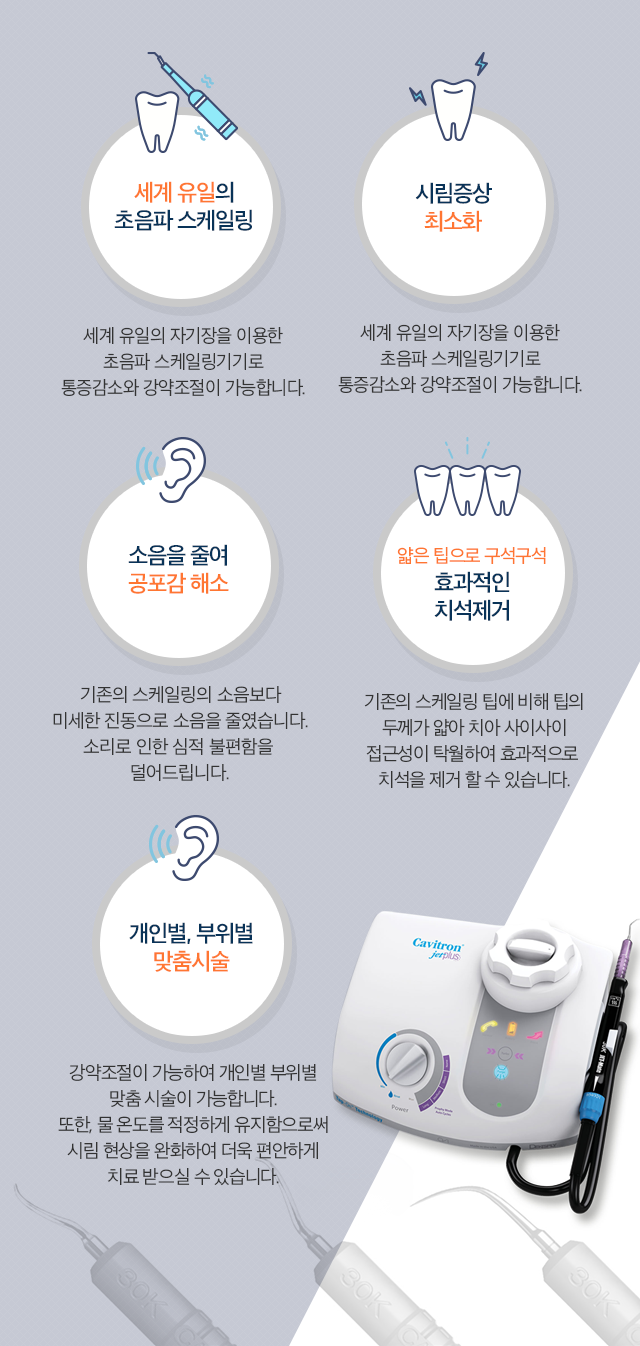 세계 유일의
초음파 스케일링
세계 유일의 자기장을 이용한
초음파 스케일링기기로
통증감소와 강약조절이 가능합니다.
시림증상
최소화
세계 유일의 자기장을 이용한
초음파 스케일링기기로
통증감소와 강약조절이 가능합니다.
소음을 줄여
공포감 해소
기존의 스케일링의 소음보다
미세한 진동으로 소음을 줄였습니다.
소리로 인한 심적 불편함을
덜어드립니다.
얇은 팁으로 구석구석
효과적인
치석제거
기존의 스케일링 팁에 비해 팁의
두께가 얇아 치아 사이사이
접근성이 탁월하여 효과적으로
치석을 제거 할 수 있습니다.
개인별, 부위별
맞춤시술
강약조절이 가능하여 개인별 부위별
맞춤 시술이 가능합니다.
또한, 물 온도를 적정하게 유지함으로써
시림 현상을 완화하여 더욱 편안하게
치료 받으실 수 있습니다.
Cavitron
jetplus
Power
30K
30K
30K